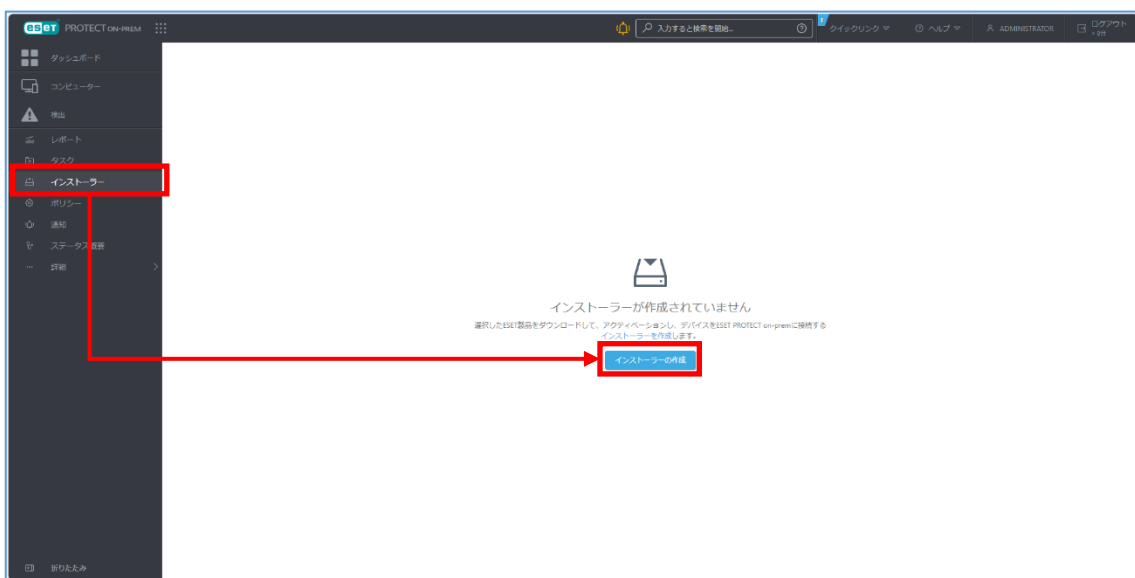 eset PROTECT ON-PREM
入力すると検索を開始...
クイックリンク
ヘルプ
ADMINISTRATOR
ログアウト
> 9分
ダッシュボード
コンピューター
検出
レポート
タスク
インストーラー
ポリシー
通知
ステータス概要
詳細
インストーラーが作成されていません
選択したESET製品をダウンロードして、アクティベーションし、デバイスをESET PROTECT on-premに接続する
インストーラーを作成します。
インストーラーの作成
折りたたみ